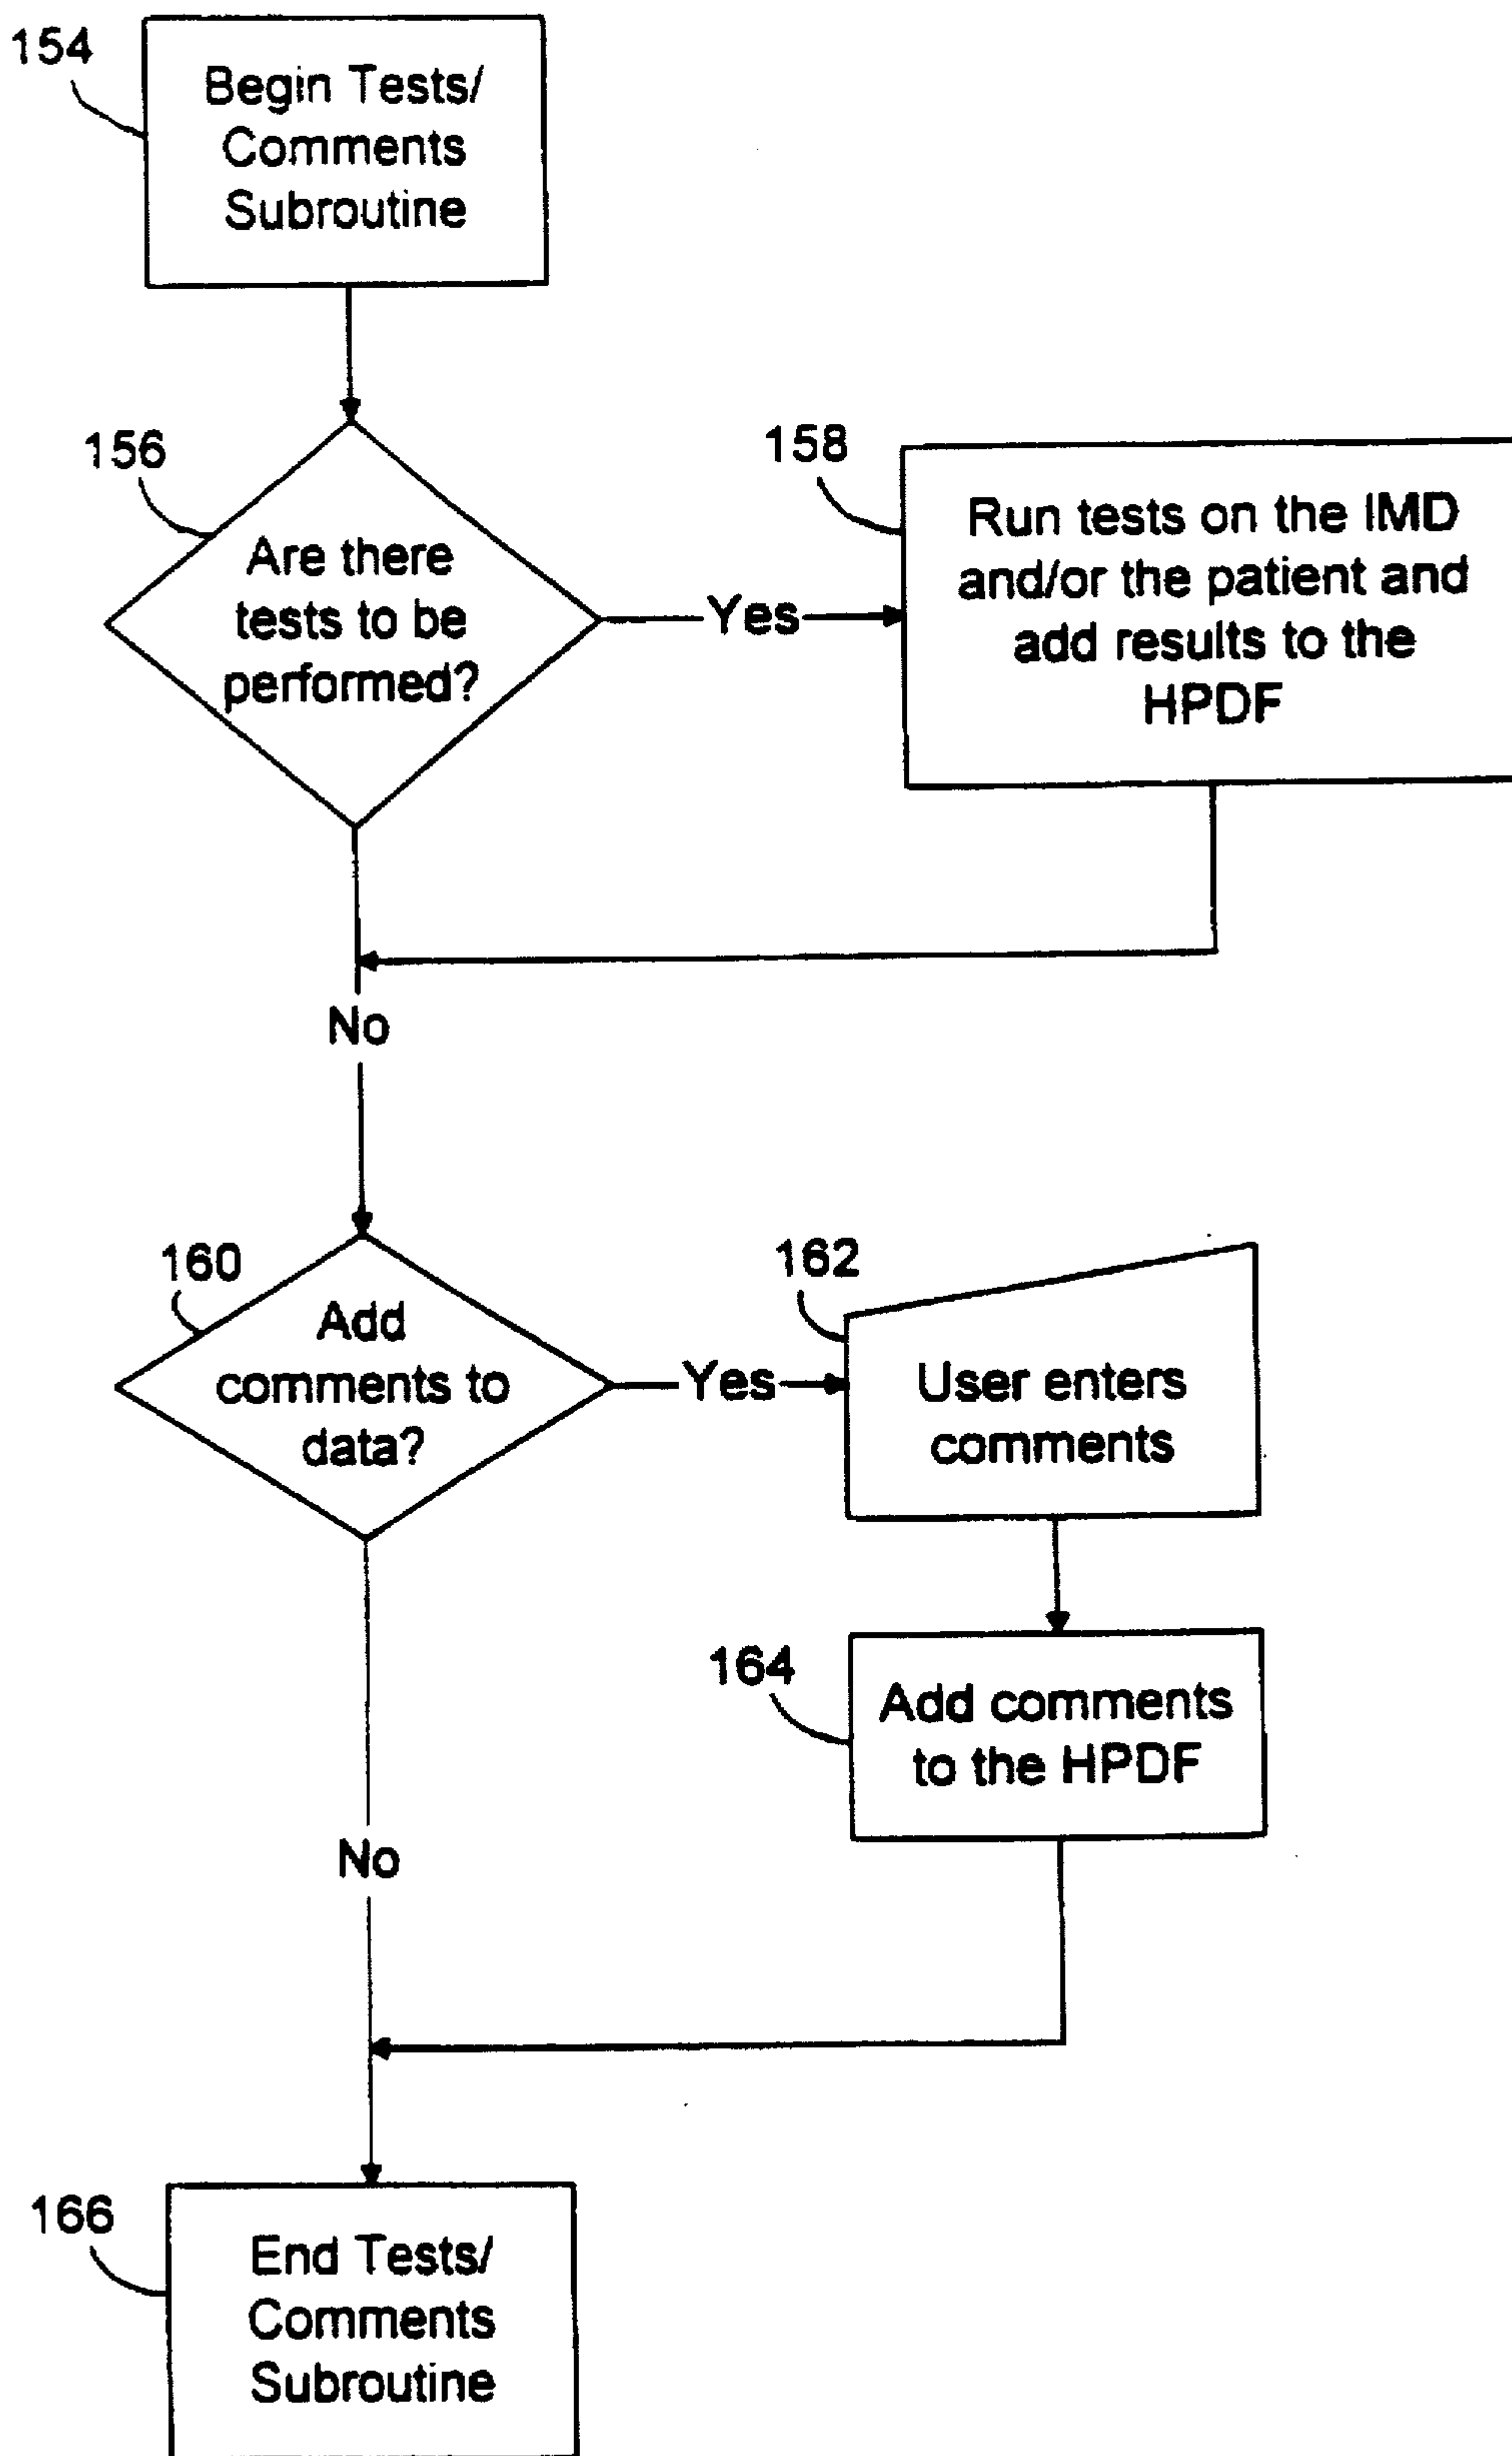 154
Begin Tests/
Comments
Subroutine
156
Are there
tests to be
performed?
Yes
158
Run tests on the IMD
and/or the patient and
add results to the
HPDF
No
160
Add
comments to
data?
Yes
162
User enters
comments
164
Add comments
to the HPDF
No
166
End Tests/
Comments
Subroutine